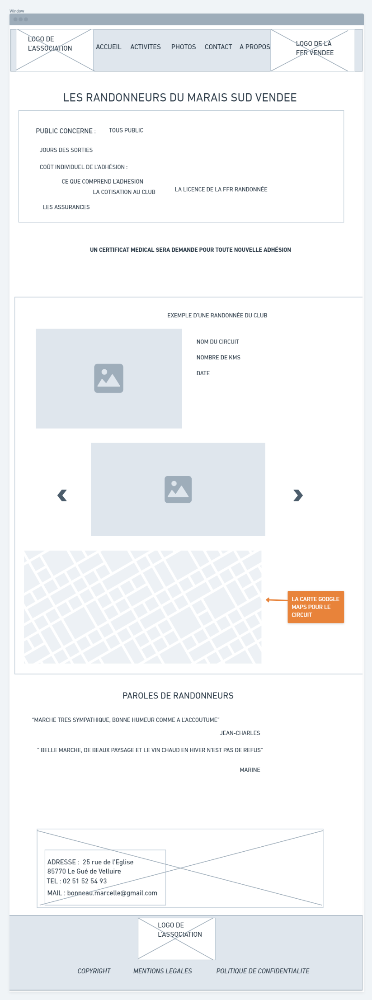 Window
LOGO DE
L'ASSOCIATION
ACCUEIL ACTIVITES PHOTOS CONTACT A PROPOS
LOGO DE LA
FFR VENDEE
LES RANDONNEURS DU MARAIS SUD VENDEE
PUBLIC CONCERNE : TOUS PUBLIC
JOURS DES SORTIES
COÛT INDIVIDUEL DE L'ADHÉSION :
CE QUE COMPREND L'ADHESION
LA COTISATION AU CLUB LA LICENCE DE LA FFR RANDONNÉE
LES ASSURANCES
UN CERTIFICAT MEDICAL SERA DEMANDE POUR TOUTE NOUVELLE ADHÉSION
EXEMPLE D'UNE RANDONNÉE DU CLUB
NOM DU CIRCUIT
NOMBRE DE KMS
DATE
LA CARTE GOOGLE
MAPS POUR LE
CIRCUIT
PAROLES DE RANDONNEURS
"MARCHE TRES SYMPATHIQUE, BONNE HUMEUR COMME A L'ACCOUTUME"
JEAN-CHARLES
" BELLE MARCHE, DE BEAUX PAYSAGE ET LE VIN CHAUD EN HIVER N'EST PAS DE REFUS"
MARINE
ADRESSE : 25 rue de l'Eglise
85770 Le Gué de Velluire
TEL : 02 51 52 54 93
MAIL : bonneau.marcelle@gmail.com
LOGO DE
L'ASSOCIATION
COPYRIGHT MENTIONS LEGALES POLITIQUE DE CONFIDENTIALITE